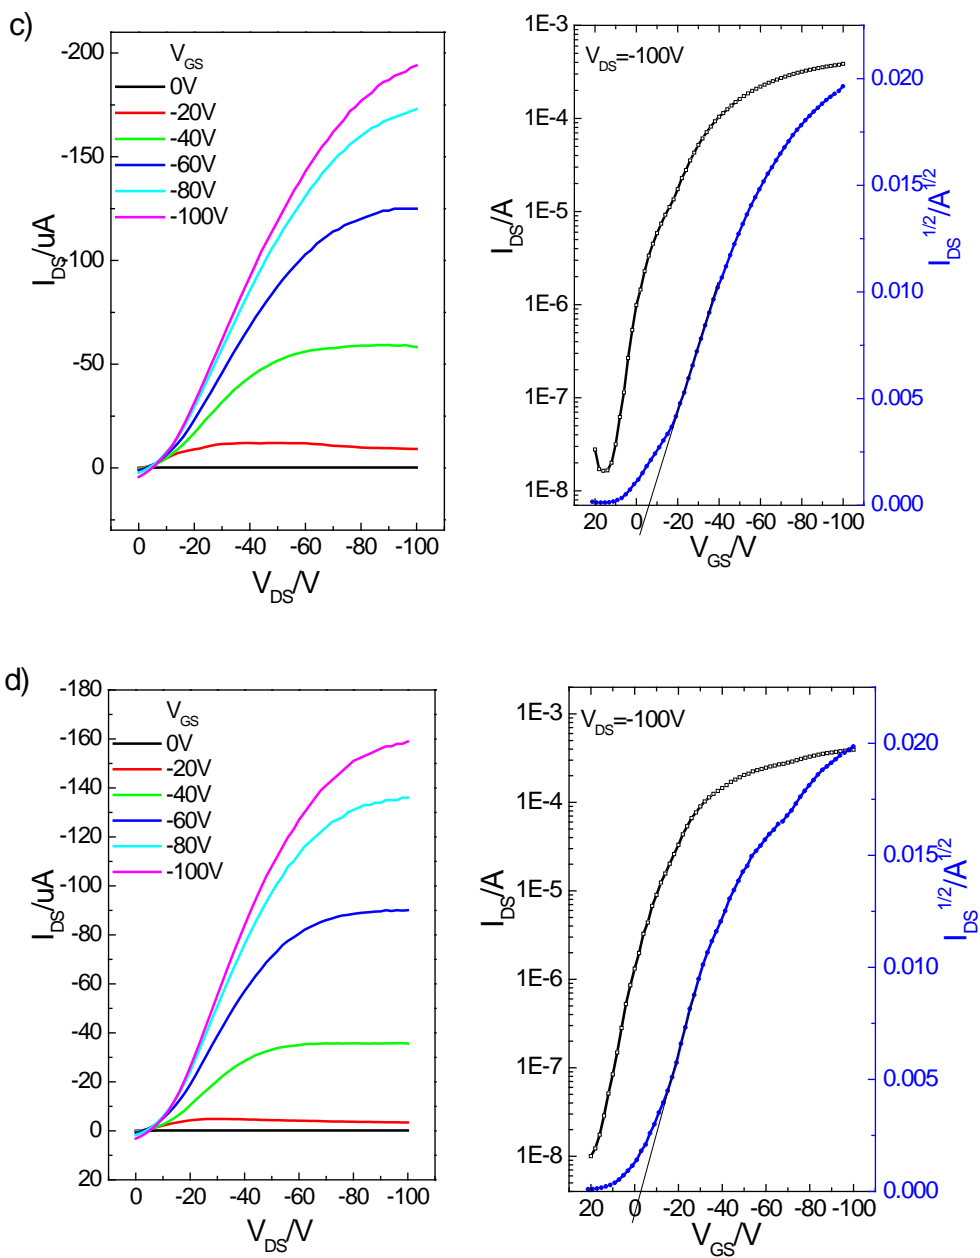 c)
-200
-150
-100
-50
0
I_DS/uA
V_GS
0V
-20V
-40V
-60V
-80V
-100V
0 -20 -40 -60 -80 -100
V_DS/V
1E-3
1E-4
1E-5
1E-6
1E-7
1E-8
I_DS/A
V_DS=-100V
0.020
0.015
0.010
0.005
0.000
I_DS^1/2/A^1/2
20 0 -20 -40 -60 -80 -100
V_GS/V
d)
-180
-160
-140
-120
-100
-80
-60
-40
-20
0
20
I_DS/uA
V_GS
0V
-20V
-40V
-60V
-80V
-100V
0 -20 -40 -60 -80 -100
V_DS/V
1E-3
1E-4
1E-5
1E-6
1E-7
1E-8
I_DS/A
V_DS=-100V
0.020
0.015
0.010
0.005
0.000
I_DS^1/2/A^1/2
20 0 -20 -40 -60 -80 -100
V_GS/V